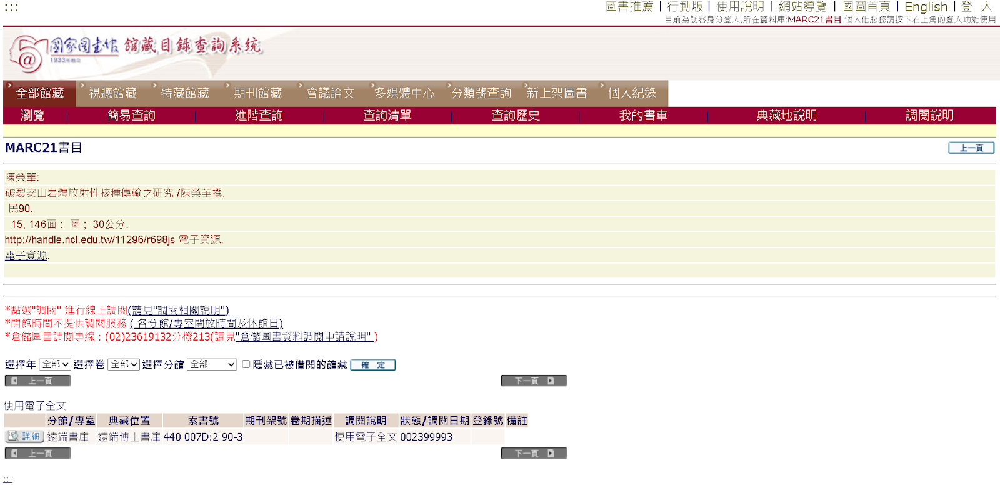 :::
圖書推薦 | 行動版 | 使用說明 | 網站導覽 | 國圖首頁 | English | 登 入
目前為訪客身分登入,所在資料庫:MARC21書目 個人化服務請按下右上角的登入功能使用
国家図書館 館藏目錄查詢系統
1933年創立
全部館藏 視聽館藏 特藏館藏 期刊館藏 會議論文 多媒體中心 分類號查詢 新上架圖書 個人紀錄
瀏覽 簡易查詢 進階查詢 查詢清單 查詢歷史 我的書車 典藏地說明 調閱說明
MARC21書目 上一頁
陳榮華:
破裂安山岩體放射性核種傳輸之研究 /陳榮華撰.
民90.
15, 146面 : 圖 ; 30公分.
http://handle.ncl.edu.tw/11296/r698js 電子資源.
電子資源.
*點選"調閱" 進行線上調閱(請見"調閱相關說明")
*閉館時間不提供調閱服務 ( 各分館/專室開放時間及休館日)
*倉儲圖書調閱專線：(02)23619132分機213(請見"倉儲圖書資料調閱申請說明" )
選擇年 全部 選擇卷 全部 選擇分館 全部 隱藏已被借閱的館藏 確 定
上一頁 下一頁
使用電子全文
分館/專室 典藏位置 索書號 期刊架號 卷期描述 調閱說明 狀態/調閱日期 登錄號 備註
詳細 遠端書庫 遠端博士書庫 440 007D:2 90-3 使用電子全文 002399993
上一頁 下一頁
:::